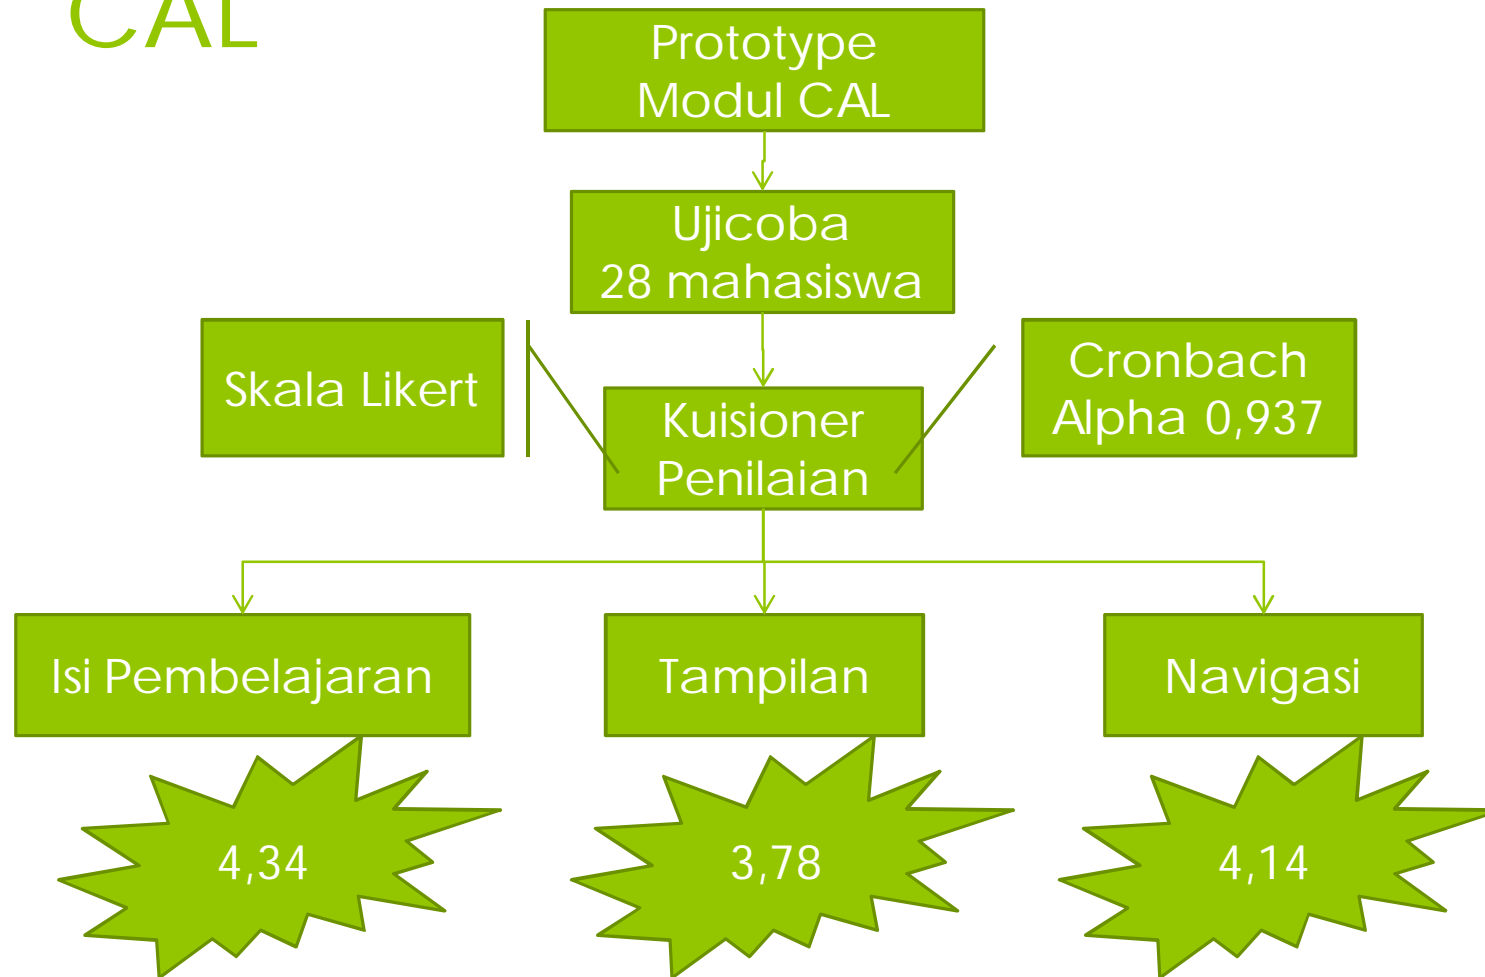 CAL
Prototype
Modul CAL
Ujicoba
28 mahasiswa
Skala Likert
Cronbach
Alpha 0,937
Kuisioner
Penilaian
Isi Pembelajaran
Tampilan
Navigasi
4,34
3,78
4,14